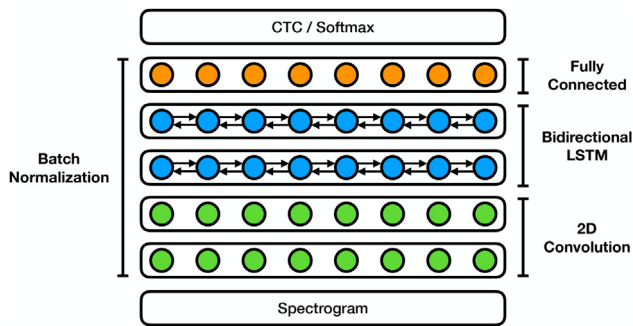 CTC / Softmax
Fully
Connected
Bidirectional
LSTM
Batch
Normalization
2D
Convolution
Spectrogram